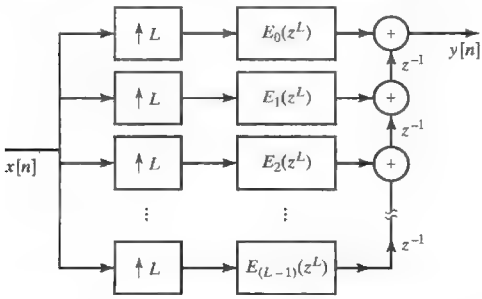 ↑ L E₀(z^L) + y[n]
z⁻¹
↑ L E₁(z^L) +
z⁻¹
x[n] ↑ L E₂(z^L) +
⋮ ⋮
↑ L E₍L₋₁₎(z^L) z⁻¹